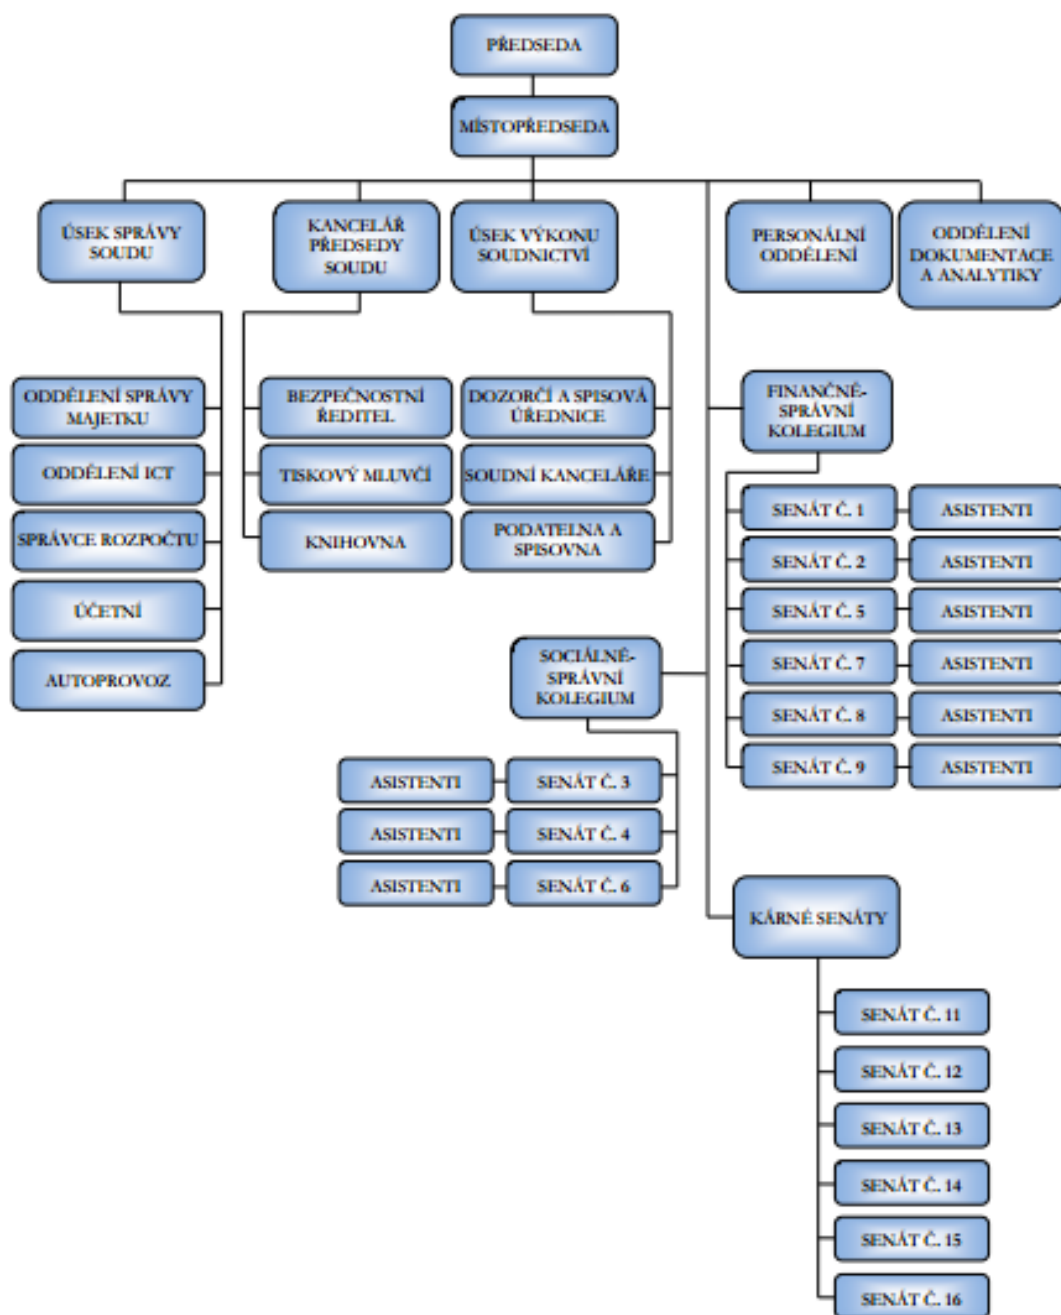 PŘEDSEDA
MÍSTOPŘEDSEDA
ÚSEK SPRÁVY
SOUDU
KANCELÁŘ
PŘEDSEDY
SOUDU
ÚSEK VÝKONU
SOUDNICTVÍ
PERSONÁLNÍ
ODDĚLENÍ
ODDĚLENÍ
DOKUMENTACE
A ANALYTIKY
ODDĚLENÍ SPRÁVY
MAJETKU
ODDĚLENÍ ICT
SPRÁVCE ROZPOČTU
ÚČETNÍ
AUTOPROVOZ
BEZPEČNOSTNÍ
ŘEDITEL
TISKOVÝ MLUVČÍ
KNIHOVNA
DOZORČÍ A SPISOVÁ
ÚŘEDNICE
SOUDNÍ KANCELÁŘE
PODATELNA A
SPISOVNA
FINANČNĚ-
SPRÁVNÍ
KOLEGIUM
SENÁT Č. 1
ASISTENTI
SENÁT Č. 2
ASISTENTI
SENÁT Č. 5
ASISTENTI
SENÁT Č. 7
ASISTENTI
SENÁT Č. 8
ASISTENTI
SENÁT Č. 9
ASISTENTI
SOCIÁLNĚ-
SPRÁVNÍ
KOLEGIUM
ASISTENTI
SENÁT Č. 3
ASISTENTI
SENÁT Č. 4
ASISTENTI
SENÁT Č. 6
KÁRNÉ SENÁTY
SENÁT Č. 11
SENÁT Č. 12
SENÁT Č. 13
SENÁT Č. 14
SENÁT Č. 15
SENÁT Č. 16